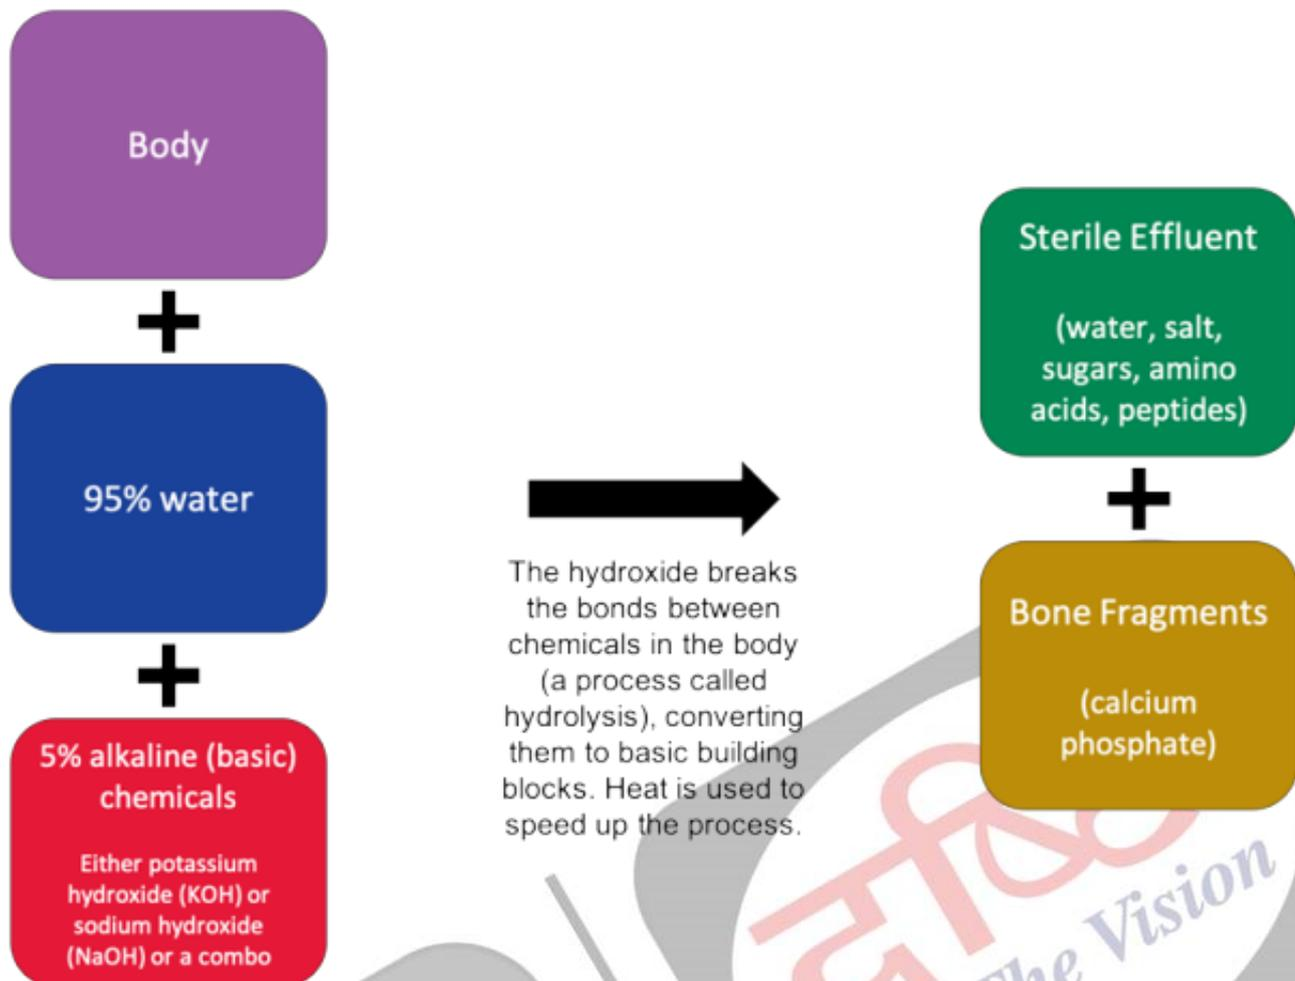 Body
+
95% water
+
5% alkaline (basic)
chemicals
Either potassium
hydroxide (KOH) or
sodium hydroxide
(NaOH) or a combo
The hydroxide breaks
the bonds between
chemicals in the body
(a process called
hydrolysis), converting
them to basic building
blocks. Heat is used to
speed up the process.
Sterile Effluent
(water, salt,
sugars, amino
acids, peptides)
+
Bone Fragments
(calcium
phosphate)
दृष्टि
The Vision